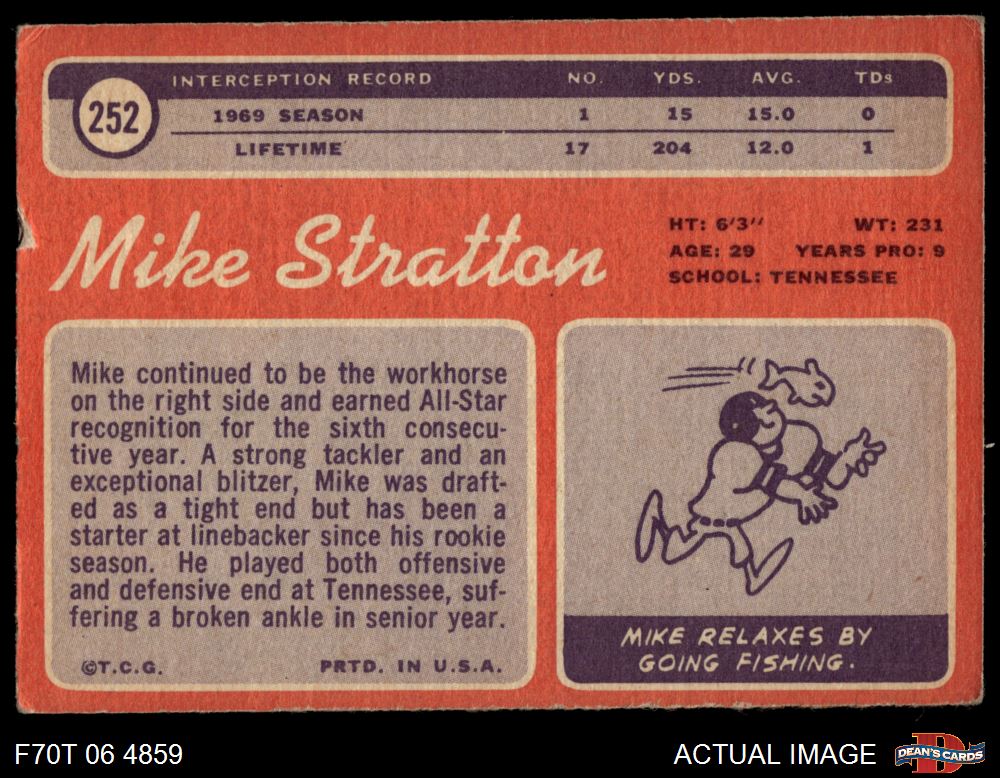 252
INTERCEPTION RECORD NO. YDS. AVG. TDs
1969 SEASON 1 15 15.0 0
LIFETIME 17 204 12.0 1
Mike Stratton
HT: 6'3" WT: 231
AGE: 29 YEARS PRO: 9
SCHOOL: TENNESSEE
Mike continued to be the workhorse
on the right side and earned All-Star
recognition for the sixth consecu-
tive year. A strong tackler and an
exceptional blitzer, Mike was draft-
ed as a tight end but has been a
starter at linebacker since his rookie
season. He played both offensive
and defensive end at Tennessee, suf-
fering a broken ankle in senior year.
©T.C.G. PRTD. IN U.S.A.
MIKE RELAXES BY
GOING FISHING.
F70T 06 4859
ACTUAL IMAGE
D
DEAN'S CARDS